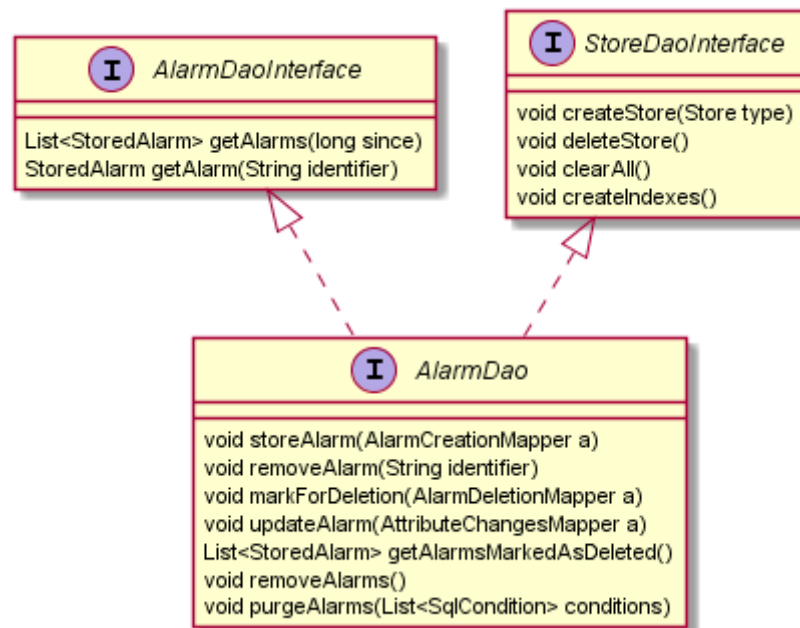 I AlarmDaoInterface
List<StoredAlarm> getAlarms(long since)
StoredAlarm getAlarm(String identifier)
I StoreDaoInterface
void createStore(Store type)
void deleteStore()
void clearAll()
void createIndexes()
I AlarmDao
void storeAlarm(AlarmCreationMapper a)
void removeAlarm(String identifier)
void markForDeletion(AlarmDeletionMapper a)
void updateAlarm(AttributeChangesMapper a)
List<StoredAlarm> getAlarmsMarkedAsDeleted()
void removeAlarms()
void purgeAlarms(List<SqlCondition> conditions)